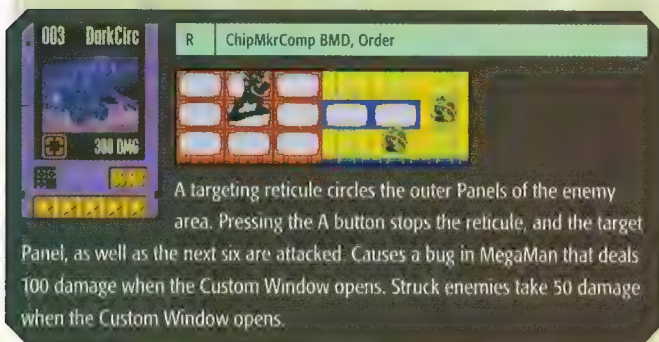 003 DarkCirc
R ChipMkrComp BMD, Order
300 DMG
A targeting reticule circles the outer Panels of the enemy
area. Pressing the A button stops the reticule, and the target
Panel, as well as the next six are attacked. Causes a bug in MegaMan that deals
100 damage when the Custom Window opens. Struck enemies take 50 damage
when the Custom Window opens.